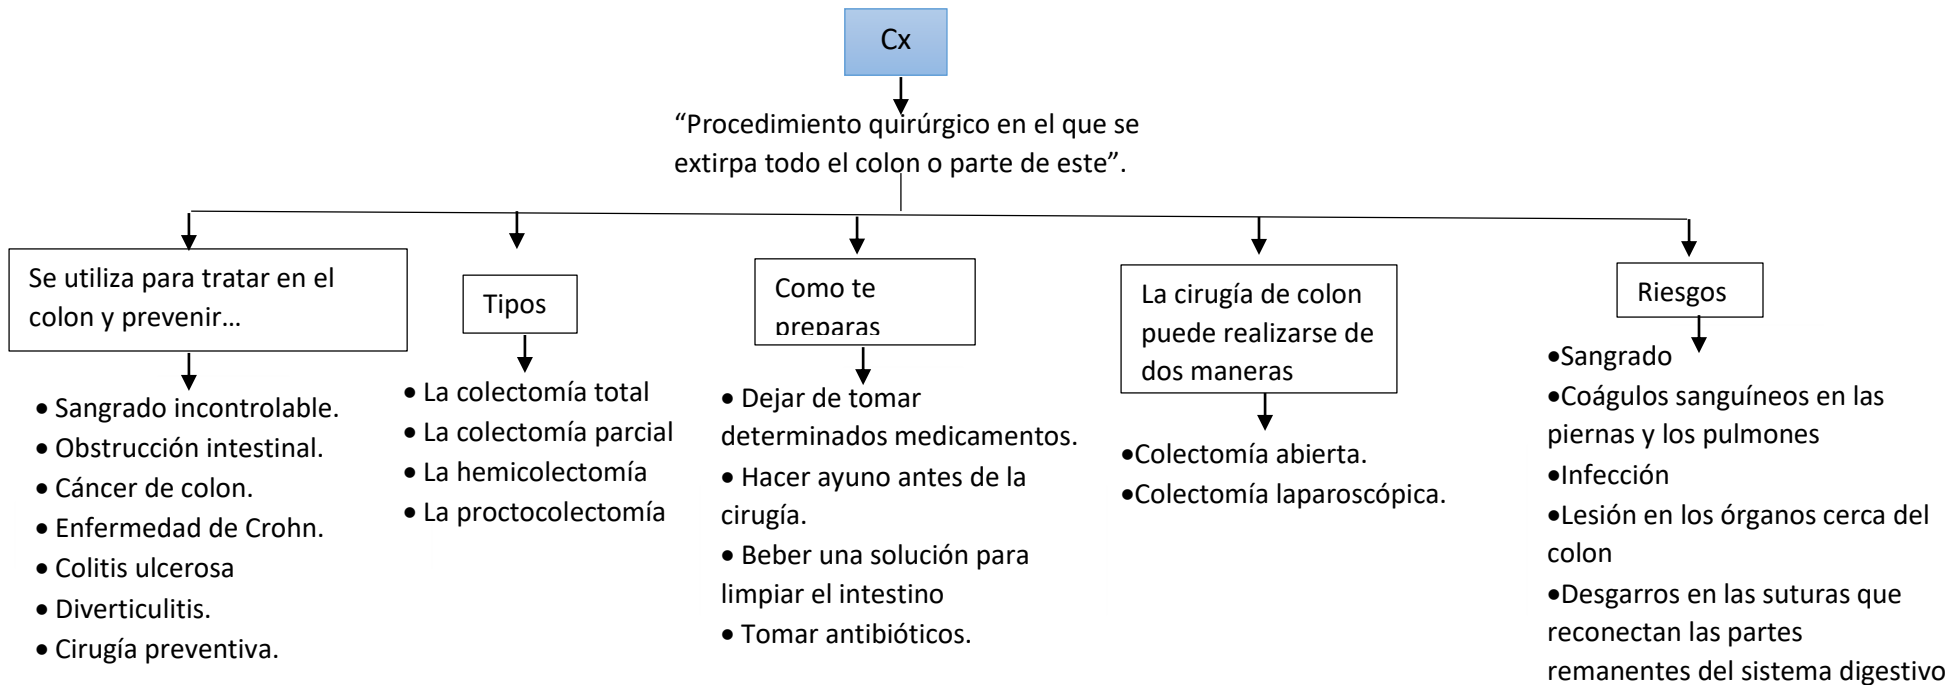 Cx
“Procedimiento quirúrgico en el que se
extirpa todo el colon o parte de este”.
Se utiliza para tratar en el
colon y prevenir…
• Sangrado incontrolable.
• Obstrucción intestinal.
• Cáncer de colon.
• Enfermedad de Crohn.
• Colitis ulcerosa
• Diverticulitis.
• Cirugía preventiva.
Tipos
• La colectomía total
• La colectomía parcial
• La hemicolectomía
• La proctocolectomía
Como te
preparas
• Dejar de tomar
determinados medicamentos.
• Hacer ayuno antes de la
cirugía.
• Beber una solución para
limpiar el intestino
• Tomar antibióticos.
La cirugía de colon
puede realizarse de
dos maneras
•Colectomía abierta.
•Colectomía laparoscópica.
Riesgos
•Sangrado
•Coágulos sanguíneos en las
piernas y los pulmones
•Infección
•Lesión en los órganos cerca del
colon
•Desgarros en las suturas que
reconectan las partes
remanentes del sistema digestivo